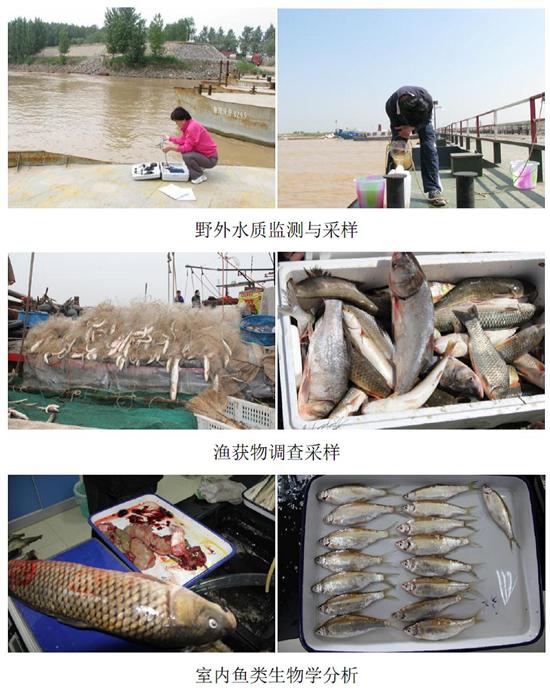 野外水质监测与采样
渔获物调查采样
室内鱼类生物学分析